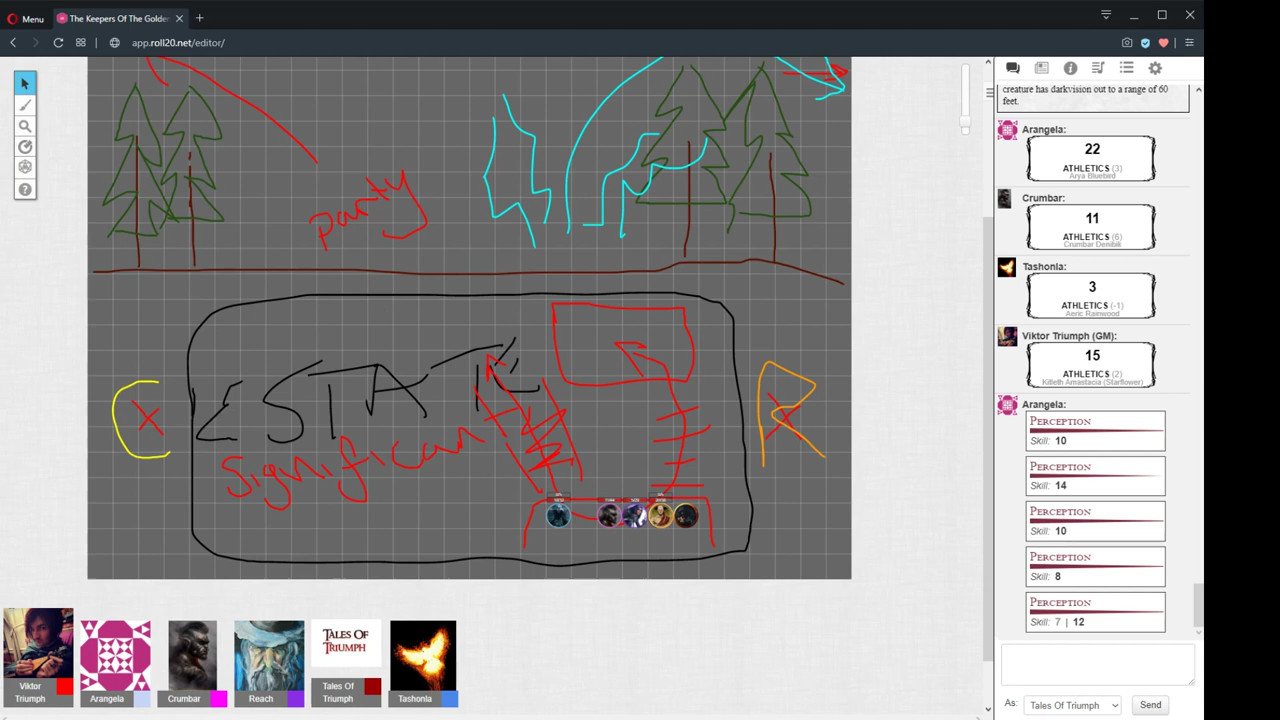 Menu
The Keepers Of The Golden
app.roll20.net/editor/
creature has darkvision out to a range of 60
feet.
Arangela:
22
ATHLETICS (3)
Arya Bluebird
Crumbar:
11
ATHLETICS (6)
Crumbar Denibik
Tashonia:
3
ATHLETICS (-1)
Aeric Rainwood
Viktor Triumph (GM):
15
ATHLETICS (2)
Killeth Amastacia (Starflower)
Arangela:
PERCEPTION
Skill: 10
PERCEPTION
Skill: 14
PERCEPTION
Skill: 10
PERCEPTION
Skill: 8
PERCEPTION
Skill: 7 | 12
As:
Tales Of Triumph
Send
party
significant
X
X
TALES OF
TRIUMPH
Viktor
Triumph
Arangela
Crumbar
Reach
Tales Of
Triumph
Tashonia